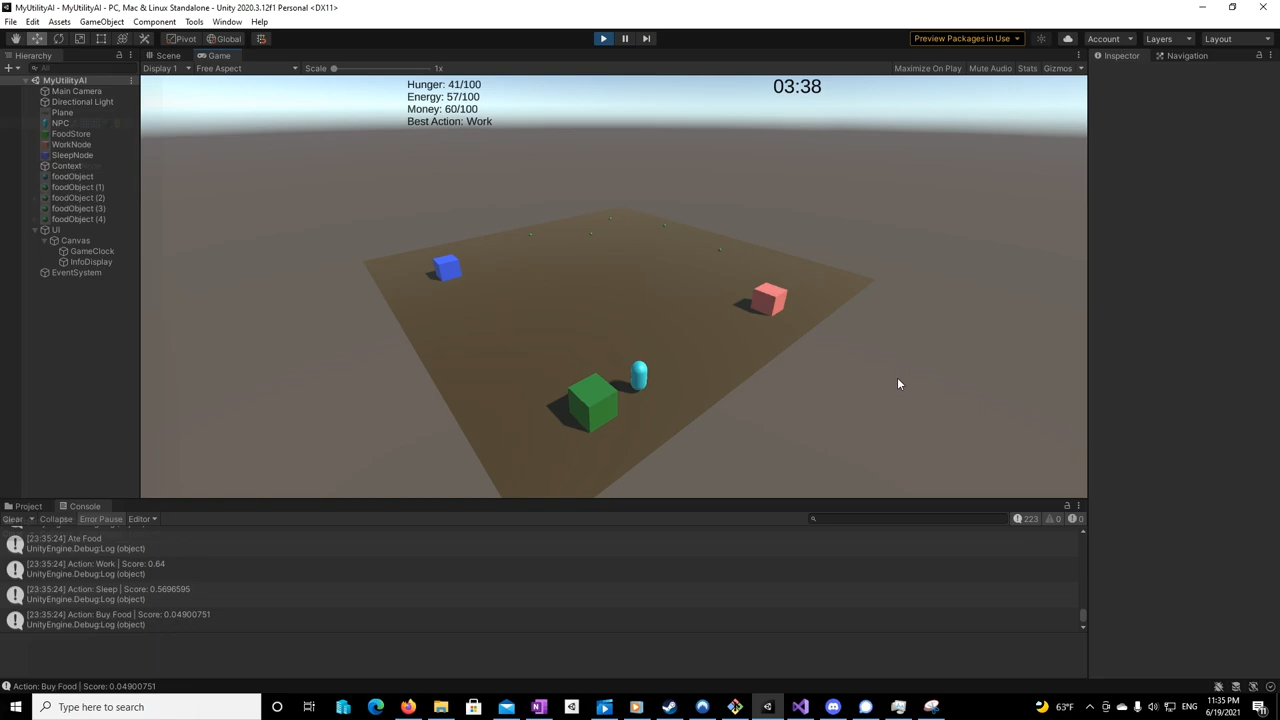 MyUtilityAI - MyUtilityAI - PC, Mac & Linux Standalone - Unity 2020.3.12f1 Personal <DX11>
File Edit Assets GameObject Component Tools Window Help
Pivot Global Preview Packages in Use Account Layers Layout
Hierarchy Scene Game Inspector Navigation
All Display 1 Free Aspect Scale 1x Maximize On Play Mute Audio Stats Gizmos
MyUtilityAI
Main Camera
Directional Light
Plane
NPC
FoodStore
WorkNode
SleepNode
Context
foodObject
foodObject (1)
foodObject (2)
foodObject (3)
foodObject (4)
UI
Canvas
GameClock
InfoDisplay
EventSystem
Hunger: 41/100
Energy: 57/100
Money: 60/100
Best Action: Work
03:38
Project Console
Clear Collapse Error Pause Editor 223 0 0
[23:35:24] Ate Food
UnityEngine.Debug:Log (object)
[23:35:24] Action: Work | Score: 0.64
UnityEngine.Debug:Log (object)
[23:35:24] Action: Sleep | Score: 0.5696595
UnityEngine.Debug:Log (object)
[23:35:24] Action: Buy Food | Score: 0.04900751
UnityEngine.Debug:Log (object)
Action: Buy Food | Score: 0.04900751
Type here to search
63°F ENG
11:35 PM
6/19/2021